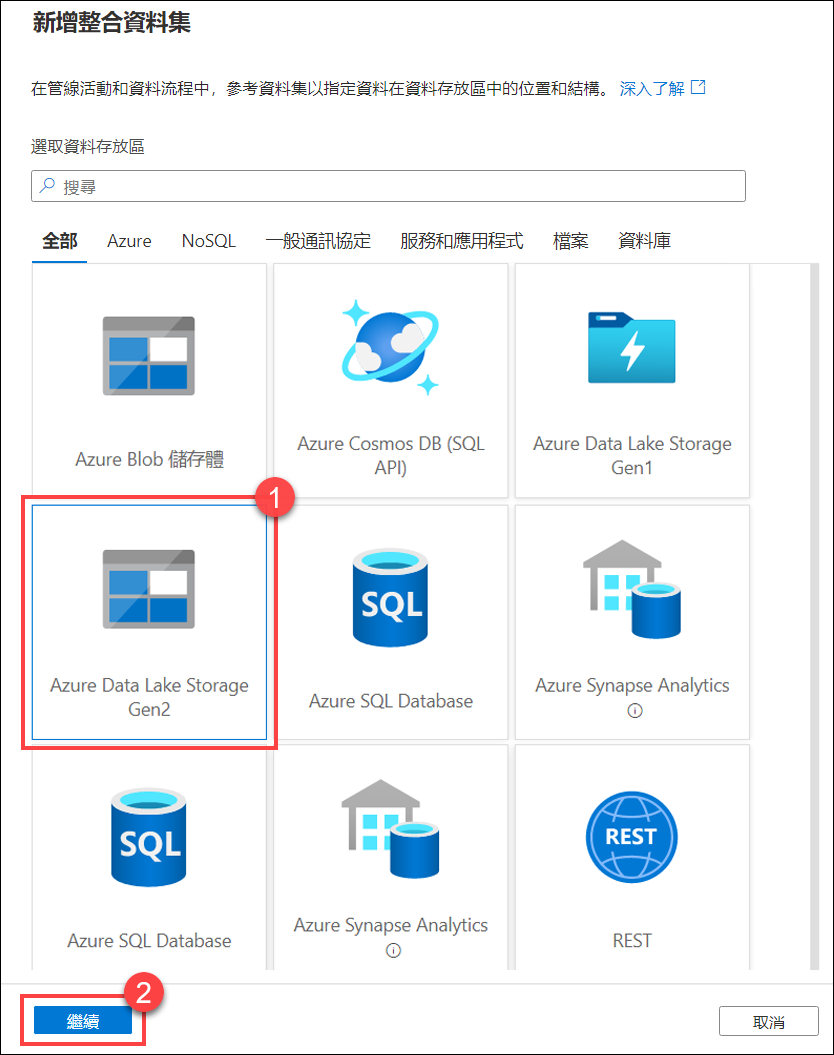 新增整合資料集
在管線活動和資料流程中，參考資料集以指定資料在資料存放區中的位置和結構。 深入了解
選取資料存放區
搜尋
全部 Azure NoSQL 一般通訊協定 服務和應用程式 檔案 資料庫
Azure Blob 儲存體
Azure Cosmos DB (SQL
API)
Azure Data Lake Storage
Gen1
1
Azure Data Lake Storage
Gen2
SQL
Azure SQL Database
Azure Synapse Analytics
SQL
Azure SQL Database
Azure Synapse Analytics
REST
REST
2
繼續
取消